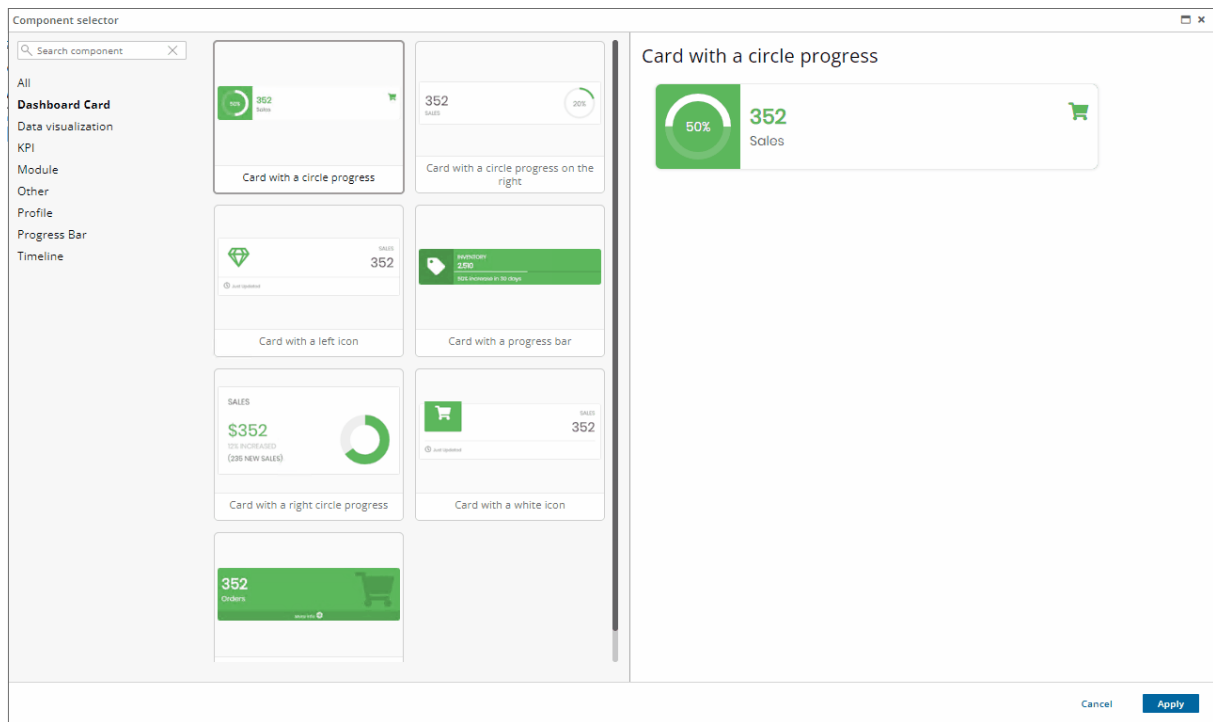 Component selector
Search component
All
Dashboard Card
Data visualization
KPI
Module
Other
Profile
Progress Bar
Timeline
50%
352
Sales
Card with a circle progress
352
SALES
20%
Card with a circle progress on the
right
SALES
352
Just Updated
Card with a left icon
INVENTORY
2,510
50% increased in 30 days
Card with a progress bar
SALES
$352
12% INCREASED
(235 NEW SALES)
Card with a right circle progress
SALES
352
Just Updated
Card with a white icon
352
Orders
More info
Card with a circle progress
50%
352
Sales
Cancel
Apply